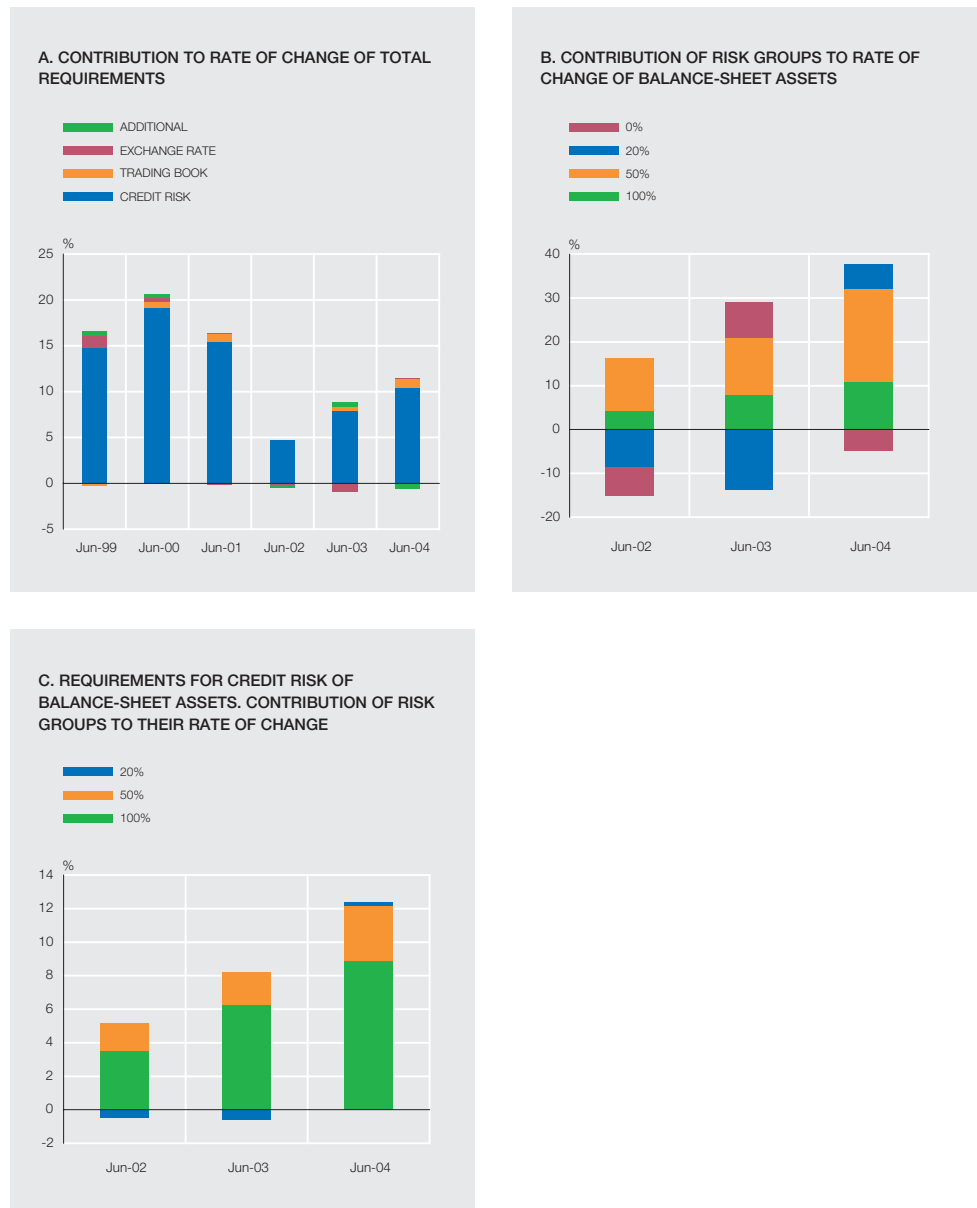 A. CONTRIBUTION TO RATE OF CHANGE OF TOTAL
REQUIREMENTS
ADDITIONAL
EXCHANGE RATE
TRADING BOOK
CREDIT RISK
%
25
20
15
10
5
0
-5
Jun-99 Jun-00 Jun-01 Jun-02 Jun-03 Jun-04
B. CONTRIBUTION OF RISK GROUPS TO RATE OF
CHANGE OF BALANCE-SHEET ASSETS
0%
20%
50%
100%
%
40
30
20
10
0
-10
-20
Jun-02 Jun-03 Jun-04
C. REQUIREMENTS FOR CREDIT RISK OF
BALANCE-SHEET ASSETS. CONTRIBUTION OF RISK
GROUPS TO THEIR RATE OF CHANGE
20%
50%
100%
%
14
12
10
8
6
4
2
0
-2
Jun-02 Jun-03 Jun-04